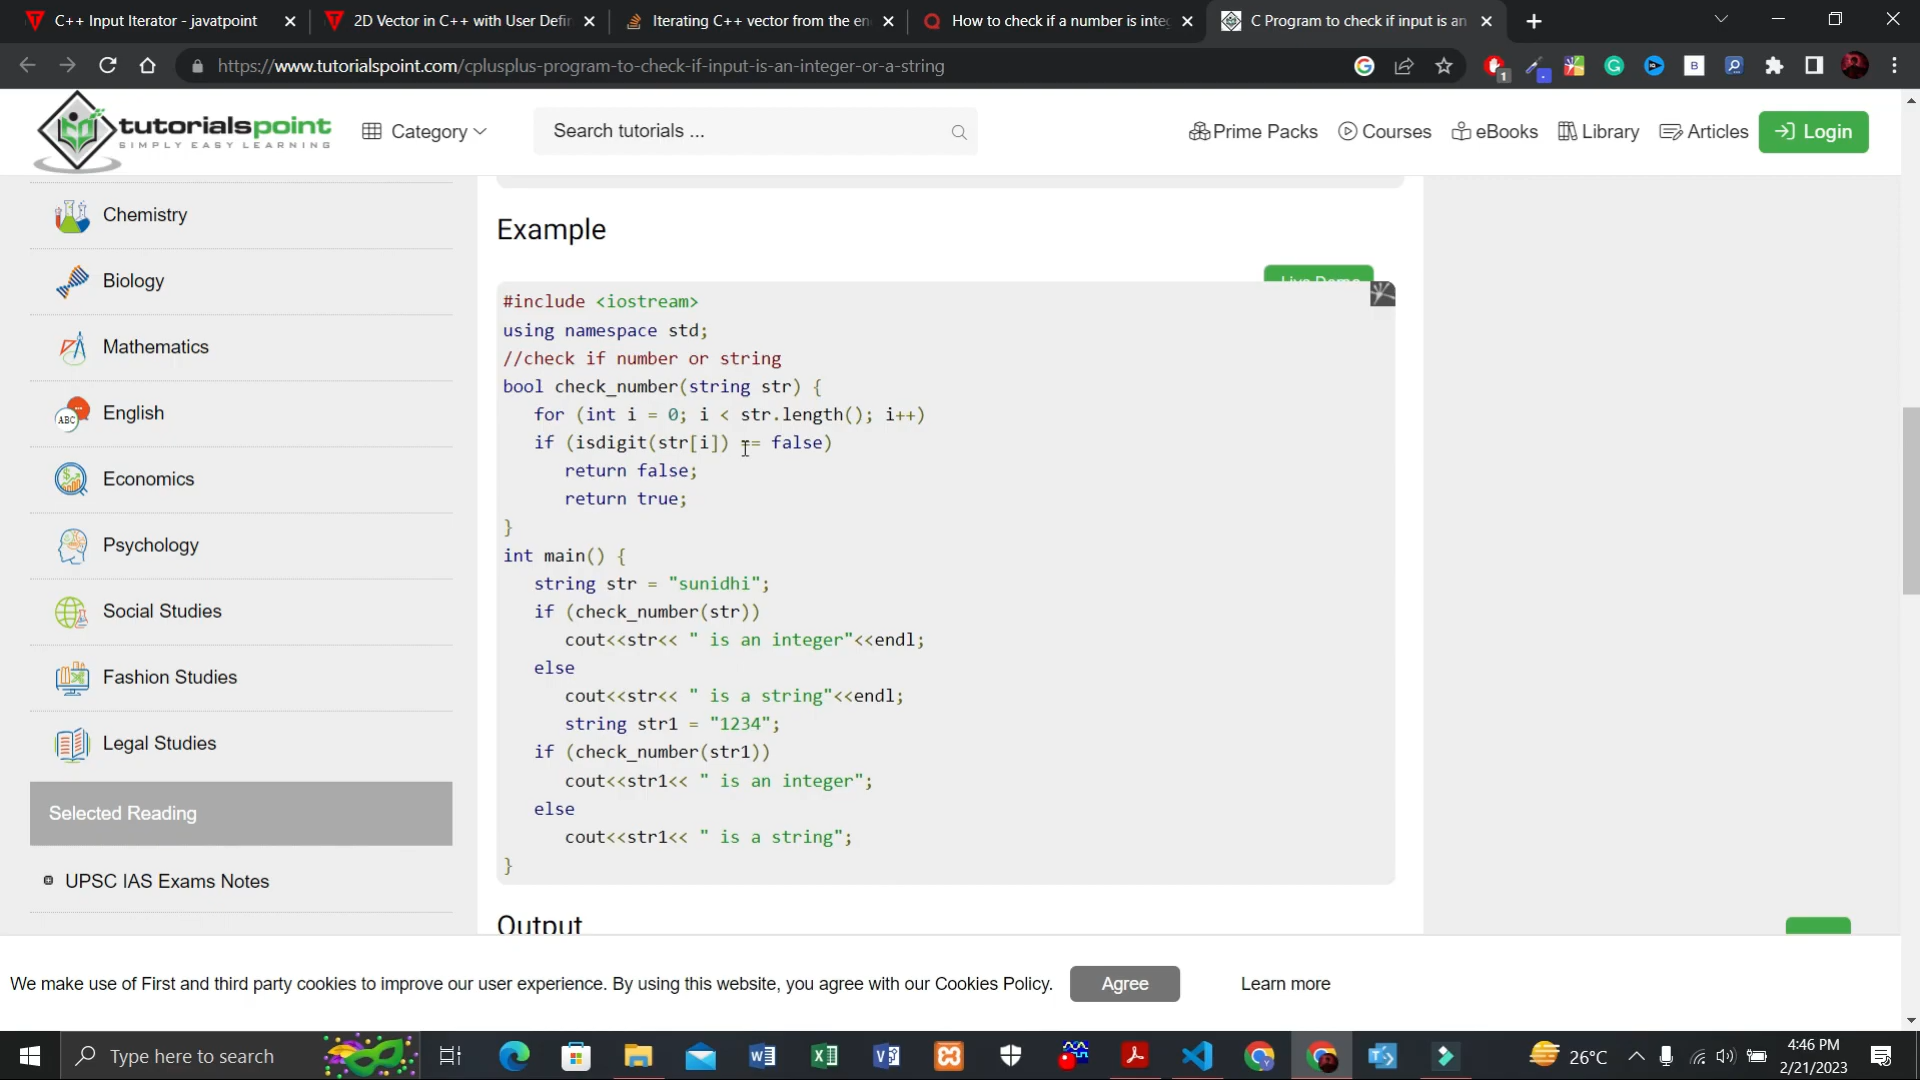 C++ Input Iterator - javatpoint
2D Vector in C++ with User Defin
Iterating C++ vector from the en
How to check if a number is integ
C Program to check if input is an
https://www.tutorialspoint.com/cplusplus-program-to-check-if-input-is-an-integer-or-a-string
1
B
tutorialspoint
SIMPLY EASY LEARNING
Category
Search tutorials ...
Prime Packs
Courses
eBooks
Library
Articles
Login
Chemistry
Biology
Mathematics
ABC
English
Economics
Psychology
Social Studies
Fashion Studies
Legal Studies
Selected Reading
UPSC IAS Exams Notes
Example
Live Demo
#include <iostream>
using namespace std;
//check if number or string
bool check_number(string str) {
for (int i = 0; i < str.length(); i++)
if (isdigit(str[i]) == false)
return false;
return true;
}
int main() {
string str = "sunidhi";
if (check_number(str))
cout<<str<< " is an integer"<<endl;
else
cout<<str<< " is a string"<<endl;
string str1 = "1234";
if (check_number(str1))
cout<<str1<< " is an integer";
else
cout<<str1<< " is a string";
}
Output
We make use of First and third party cookies to improve our user experience. By using this website, you agree with our Cookies Policy.
Agree
Learn more
Type here to search
26°C
4:46 PM
2/21/2023